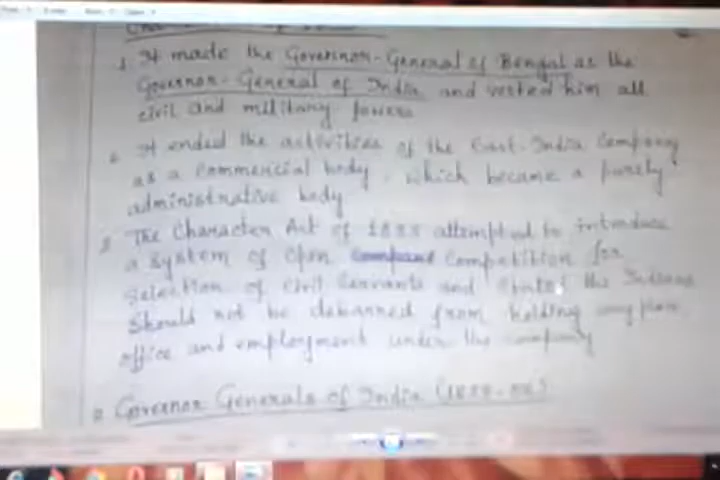 1 It made the Governor-General of Bengal as the
Governor-General of India and vested him all
civil and military powers
2 It ended the activities of the East-India Company
as a commercial body, which became a purely
administrative body
3 The Character Act of 1833 attempted to introduce
a system of Open Competition for
Selection of Civil Servants and the Indians
Should not be debarred from holding any place,
office and employment under the company
Governor Generals of India